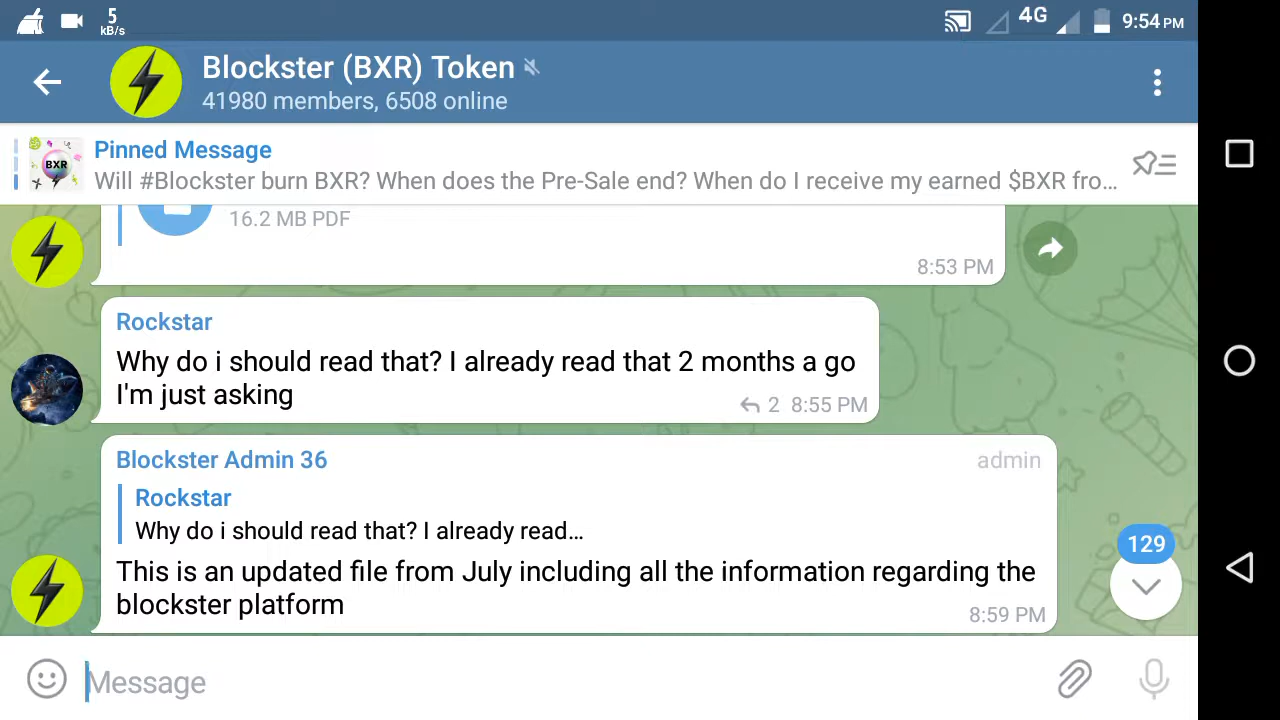 5
kB/s
4G
9:54 PM
Blockster (BXR) Token
41980 members, 6508 online
BXR
Pinned Message
Will #Blockster burn BXR? When does the Pre-Sale end? When do I receive my earned $BXR fro...
16.2 MB PDF
8:53 PM
Rockstar
Why do i should read that? I already read that 2 months a go
I'm just asking
2 8:55 PM
Blockster Admin 36 admin
Rockstar
Why do i should read that? I already read...
129
This is an updated file from July including all the information regarding the
blockster platform
8:59 PM
Message